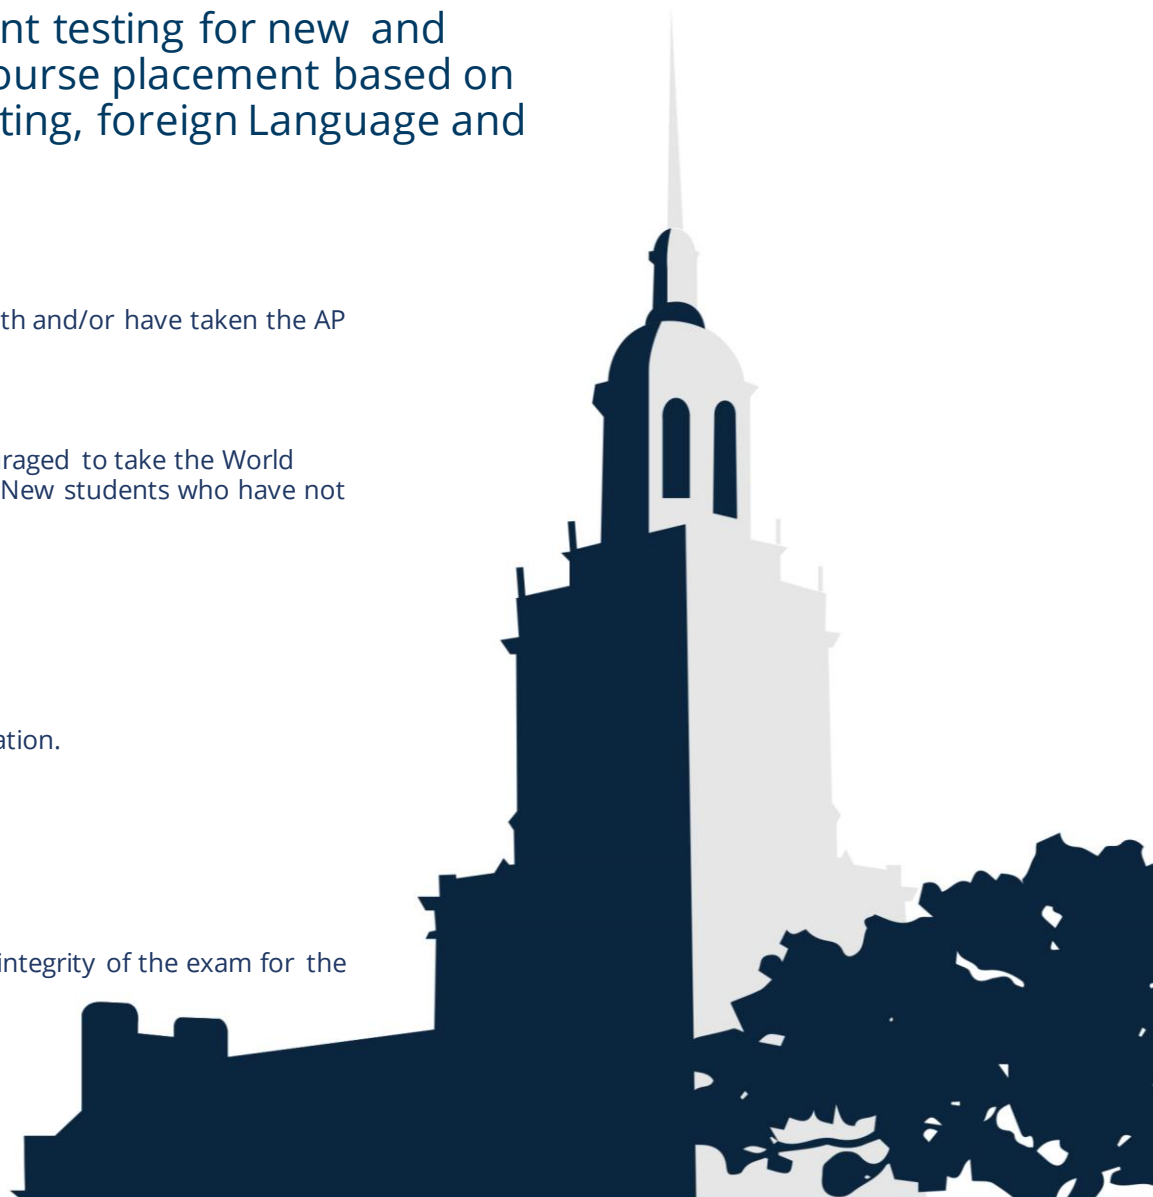 nt testing for new and
ourse placement based on
ting, foreign Language and
th and/or have taken the AP
raged to take the World
New students who have not
ation.
integrity of the exam for the